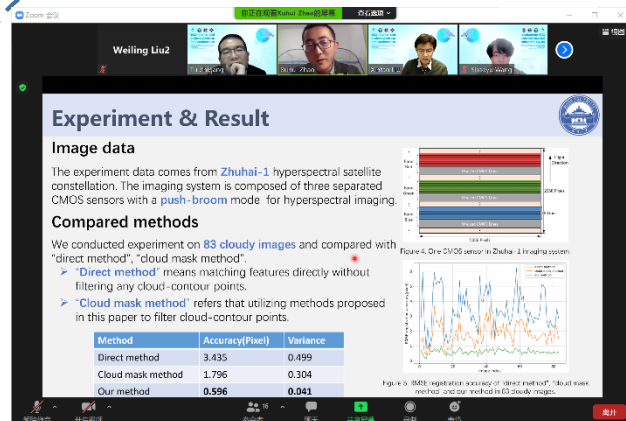 Zoom 会议
你正在观看Xuhui Zhao的屏幕
查看选项
Weiling Liu2
Xuhui Zhao
Shaoyu Wang
Experiment & Result
Image data
The experiment data comes from Zhuhai-1 hyperspectral satellite
constellation. The imaging system is composed of three separated
CMOS sensors with a push-broom mode for hyperspectral imaging.
Compared methods
We conducted experiment on 83 cloudy images and compared with
"direct method", "cloud mask method".
"Direct method" means matching features directly without
filtering any cloud-contour points.
"Cloud mask method" refers that utilizing methods proposed
in this paper to filter cloud-contour points.
Method Accuracy(Pixel) Variance
Direct method 3.435 0.499
Cloud mask method 1.796 0.304
Our method 0.596 0.041
Flight
Direction
Figure 4. One CMOS sensor in Zhuhai-1 imaging system
Figure 5. RMSE registration accuracy of "direct method", "cloud mask
method" and our method in 83 cloudy images.
16
离开